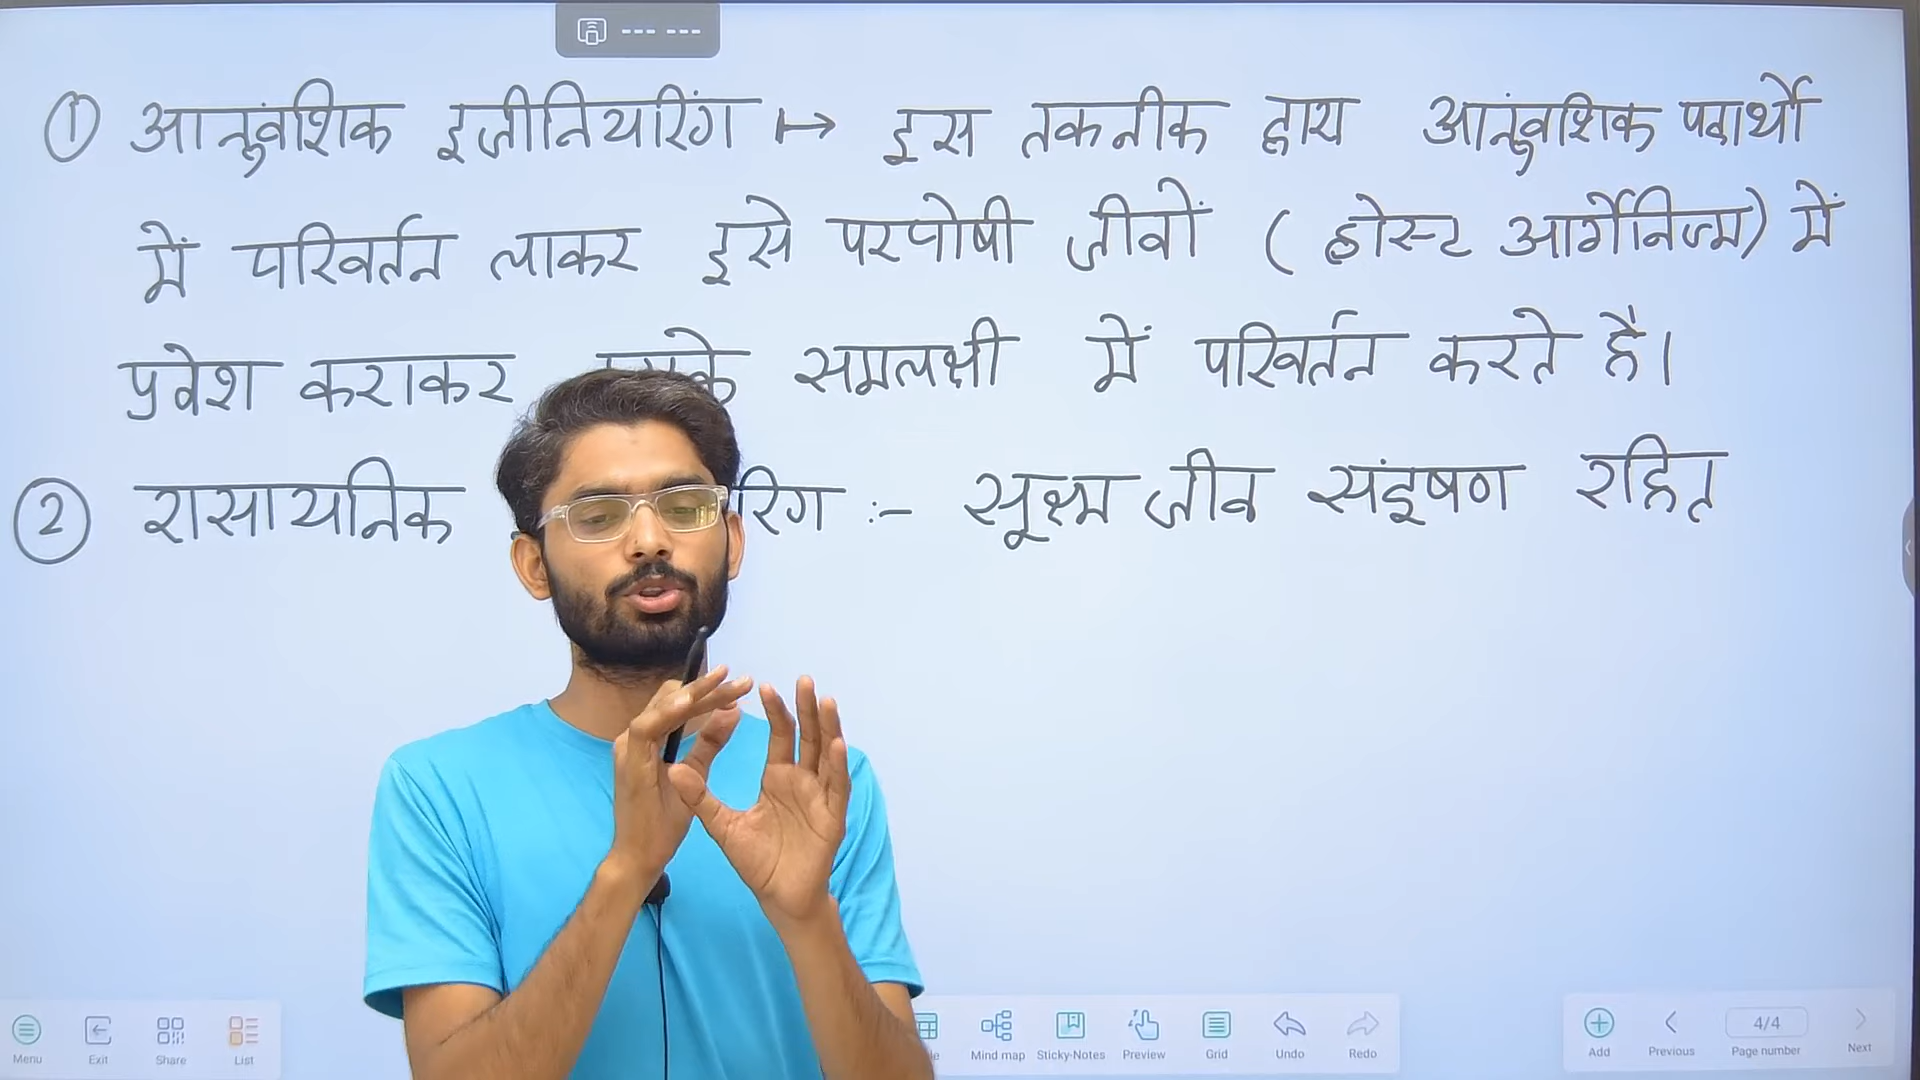 ① आनुवंशिक इंजीनियरिंग ↦ इस तकनीक द्वारा आनुवंशिक पदार्थों
में परिवर्तन लाकर इसे परपोषी जीवों ( होस्ट आर्गेनिज्म) में
प्रवेश कराकर समलक्षी में परिवर्तन करते है।
② रासायनिक रिंग :- सूक्ष्म जीव संदूषण रहित
Menu Exit Share List Mind map Sticky-Notes Preview Grid Undo Redo Add Previous 4/4 Page number Next